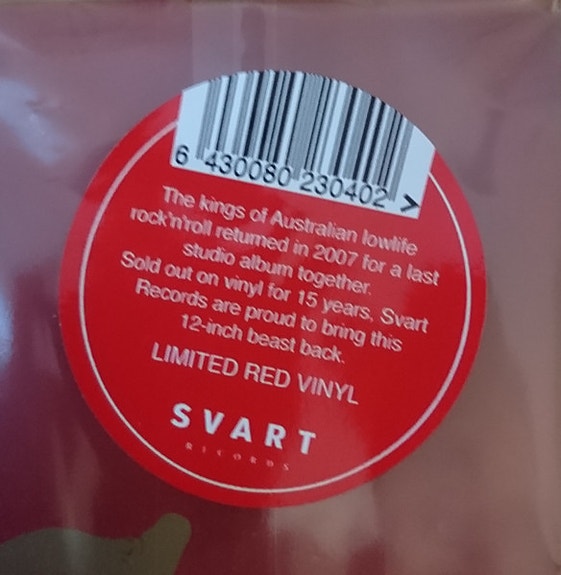 6 430080 230402 >
The kings of Australian lowlife
rock'n'roll returned in 2007 for a last
studio album together.
Sold out on vinyl for 15 years, Svart
Records are proud to bring this
12-inch beast back.
LIMITED RED VINYL
SVART
RECORDS